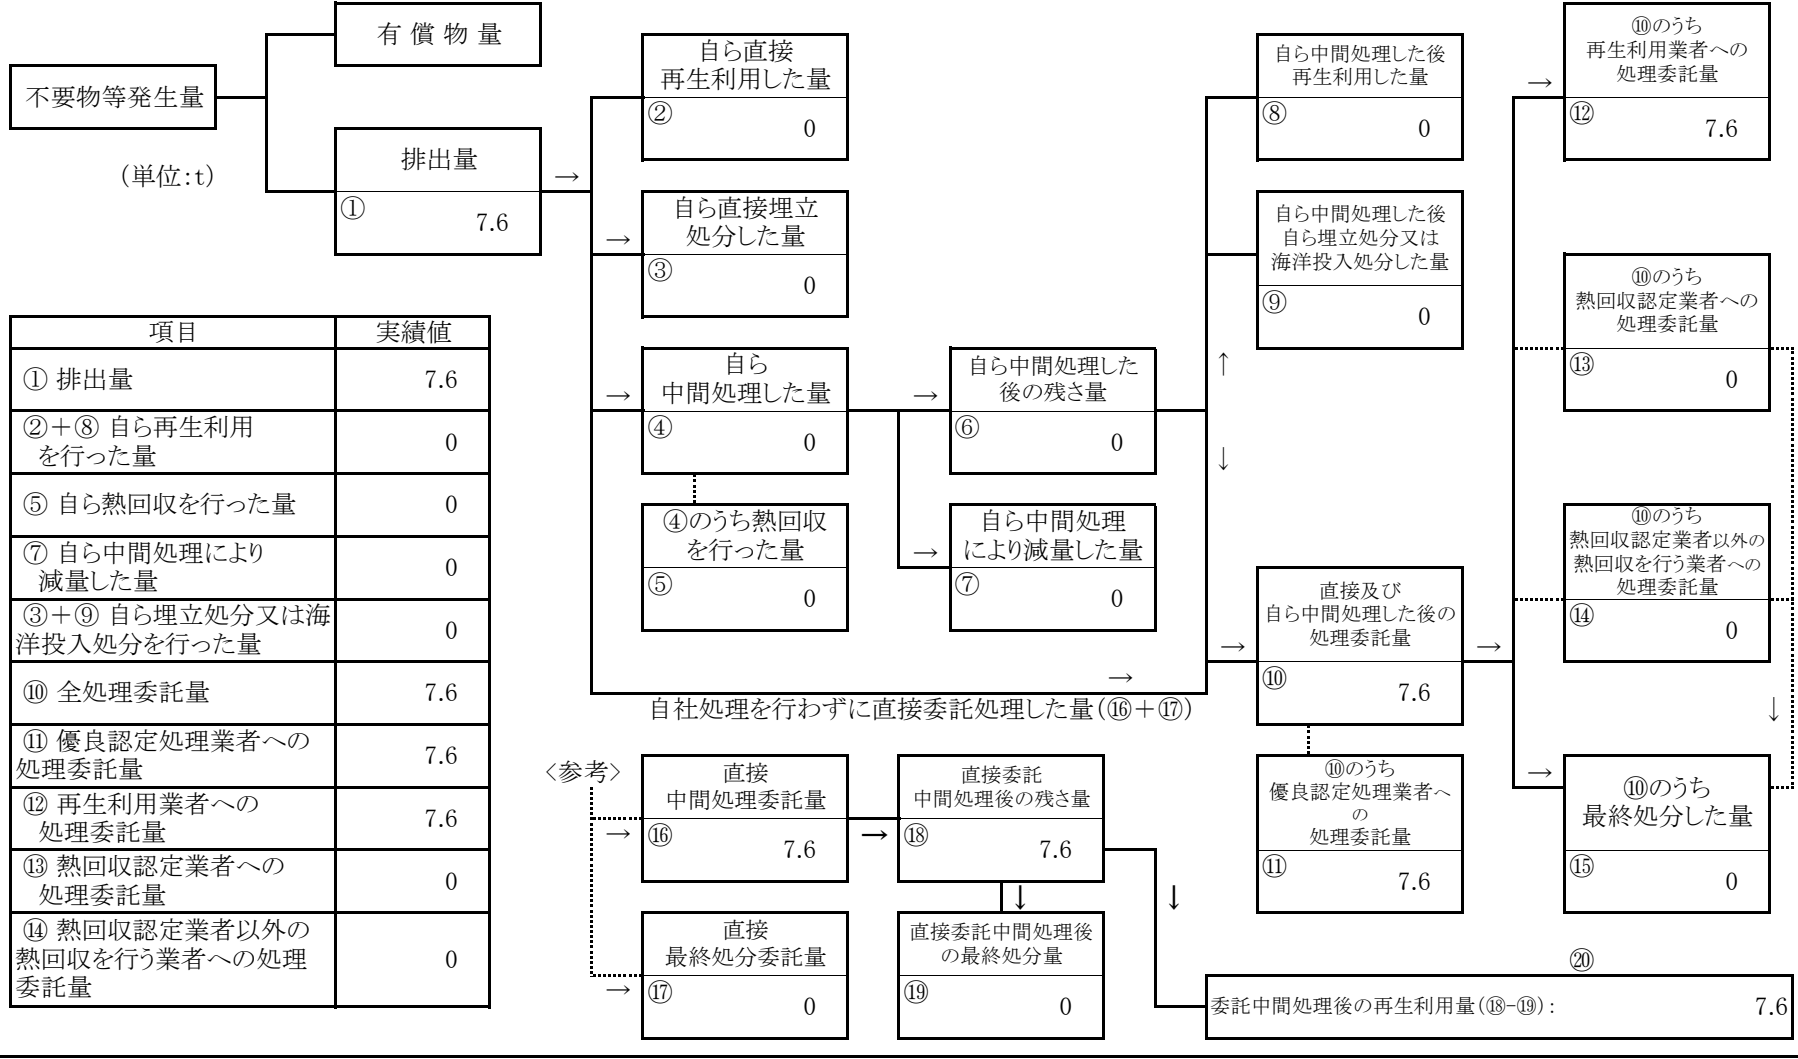 有 償 物 量
不要物等発生量
(単位:t)
排出量
①
7.6
→
自ら直接
再生利用した量
②
0
→
自ら直接埋立
処分した量
③
0
→
自ら
中間処理した量
④
0
④のうち熱回収
を行った量
⑤
0
→
自ら中間処理した
後の残さ量
⑥
0
→
自ら中間処理
により減量した量
⑦
0
→
自社処理を行わずに直接委託処理した量(⑯＋⑰)
自ら中間処理した後
再生利用した量
⑧
0
自ら中間処理した後
自ら埋立処分又は
海洋投入処分した量
⑨
0
↑
↓
→
直接及び
自ら中間処理した後の
処理委託量
⑩
7.6
⑩のうち
優良認定処理業者へ
の
処理委託量
⑪
7.6
→
→
⑩のうち
再生利用業者への
処理委託量
⑫
7.6
⑩のうち
熱回収認定業者への
処理委託量
⑬
0
⑩のうち
熱回収認定業者以外の
熱回収を行う業者への
処理委託量
⑭
0
↓
→
⑩のうち
最終処分した量
⑮
0
項目 実績値
① 排出量 7.6
②＋⑧ 自ら再生利用
を行った量
0
⑤ 自ら熱回収を行った量 0
⑦ 自ら中間処理により
減量した量
0
③＋⑨ 自ら埋立処分又は海
洋投入処分を行った量
0
⑩ 全処理委託量 7.6
⑪ 優良認定処理業者への
処理委託量
7.6
⑫ 再生利用業者への
処理委託量
7.6
⑬ 熱回収認定業者への
処理委託量
0
⑭ 熱回収認定業者以外の
熱回収を行う業者への処理
委託量
0
〈参考〉
→
直接
中間処理委託量
⑯
7.6
→
直接委託
中間処理後の残さ量
⑱
7.6
→
直接
最終処分委託量
⑰
0
↓
直接委託中間処理後
の最終処分量
⑲
0
↓
⑳
委託中間処理後の再生利用量(⑱-⑲)： 7.6